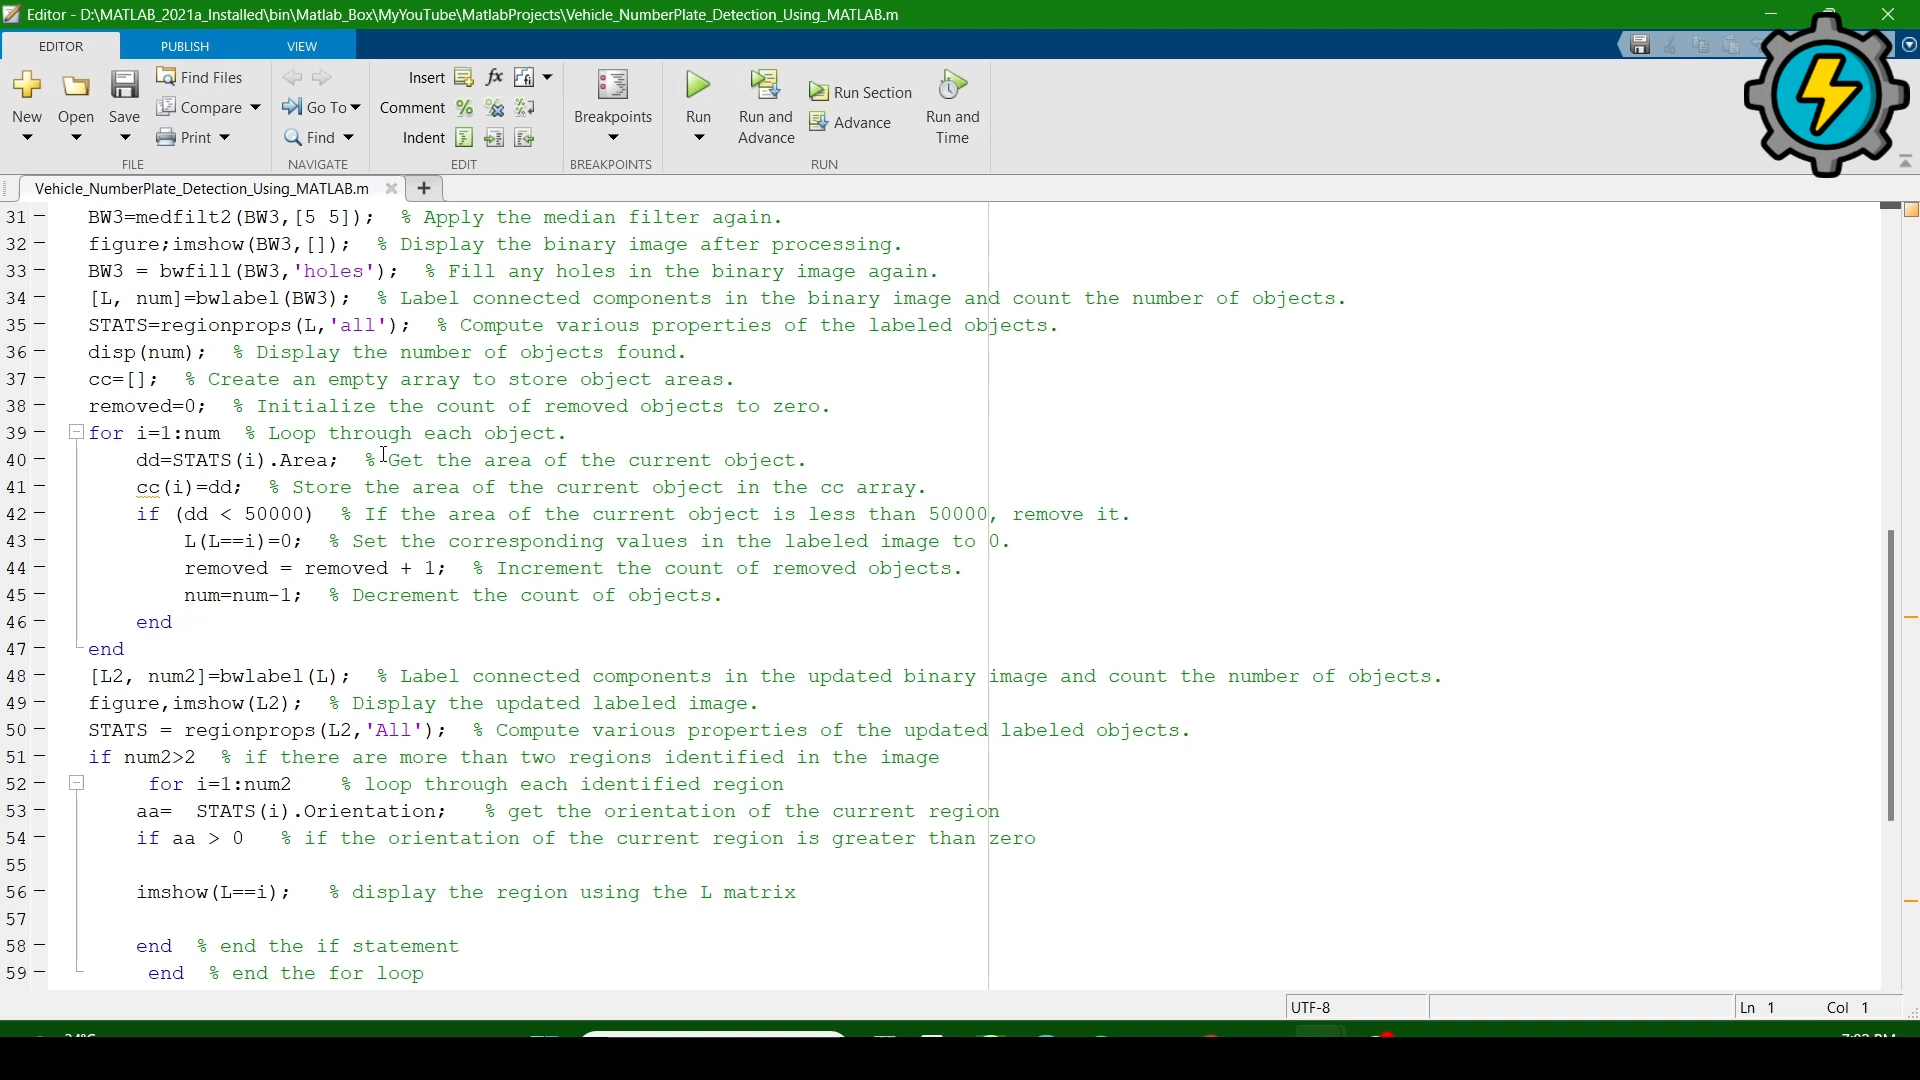 Editor - D:\MATLAB_2021a_Installed\bin\Matlab_Box\MyYouTube\MatlabProjects\Vehicle_NumberPlate_Detection_Using_MATLAB.m
EDITOR PUBLISH VIEW
New Open Save Find Files Compare Print
Go To Find
Insert fx
Comment
Indent
Breakpoints Run Run and Advance Run Section Advance Run and Time
FILE NAVIGATE EDIT BREAKPOINTS RUN
Vehicle_NumberPlate_Detection_Using_MATLAB.m
31 BW3=medfilt2(BW3,[5 5]); % Apply the median filter again.
32 figure;imshow(BW3,[]); % Display the binary image after processing.
33 BW3 = bwfill(BW3,'holes'); % Fill any holes in the binary image again.
34 [L, num]=bwlabel(BW3); % Label connected components in the binary image and count the number of objects.
35 STATS=regionprops(L,'all'); % Compute various properties of the labeled objects.
36 disp(num); % Display the number of objects found.
37 cc=[]; % Create an empty array to store object areas.
38 removed=0; % Initialize the count of removed objects to zero.
39 for i=1:num % Loop through each object.
40 dd=STATS(i).Area; % Get the area of the current object.
41 cc(i)=dd; % Store the area of the current object in the cc array.
42 if (dd < 50000) % If the area of the current object is less than 50000, remove it.
43 L(L==i)=0; % Set the corresponding values in the labeled image to 0.
44 removed = removed + 1; % Increment the count of removed objects.
45 num=num-1; % Decrement the count of objects.
46 end
47 end
48 [L2, num2]=bwlabel(L); % Label connected components in the updated binary image and count the number of objects.
49 figure,imshow(L2); % Display the updated labeled image.
50 STATS = regionprops(L2,'All'); % Compute various properties of the updated labeled objects.
51 if num2>2 % if there are more than two regions identified in the image
52 for i=1:num2 % loop through each identified region
53 aa= STATS(i).Orientation; % get the orientation of the current region
54 if aa > 0 % if the orientation of the current region is greater than zero
55
56 imshow(L==i); % display the region using the L matrix
57
58 end % end the if statement
59 end % end the for loop
UTF-8 Ln 1 Col 1